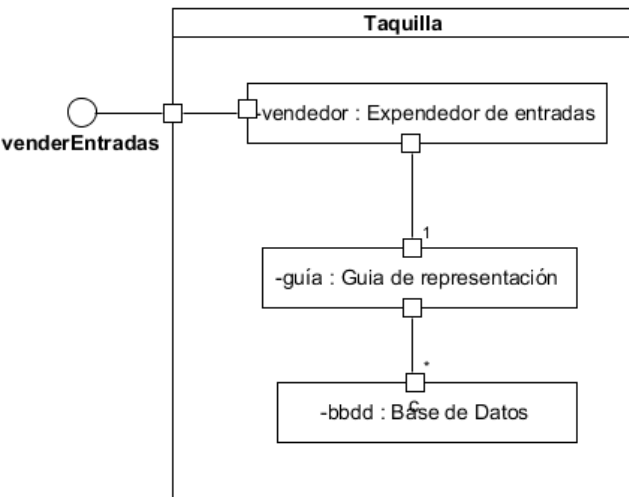 Taquilla
-vendedor : Expendedor de entradas
venderEntradas
1
-guía : Guia de representación
*
c
-bbdd : Base de Datos